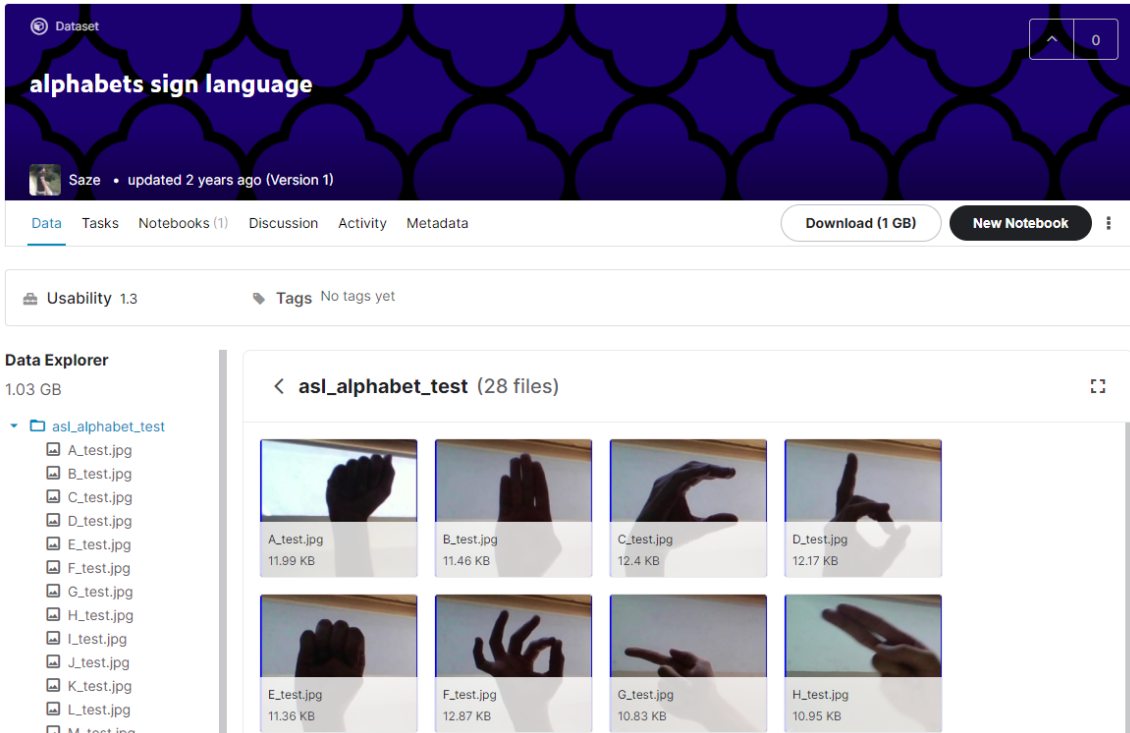 Dataset
0
alphabets sign language
Saze • updated 2 years ago (Version 1)
Data Tasks Notebooks (1) Discussion Activity Metadata Download (1 GB) New Notebook
Usability 1.3 Tags No tags yet
Data Explorer
1.03 GB
asl_alphabet_test
A_test.jpg
B_test.jpg
C_test.jpg
D_test.jpg
E_test.jpg
F_test.jpg
G_test.jpg
H_test.jpg
I_test.jpg
J_test.jpg
K_test.jpg
L_test.jpg
M_test.jpg
asl_alphabet_test (28 files)
A_test.jpg
11.99 KB
B_test.jpg
11.46 KB
C_test.jpg
12.4 KB
D_test.jpg
12.17 KB
E_test.jpg
11.36 KB
F_test.jpg
12.87 KB
G_test.jpg
10.83 KB
H_test.jpg
10.95 KB